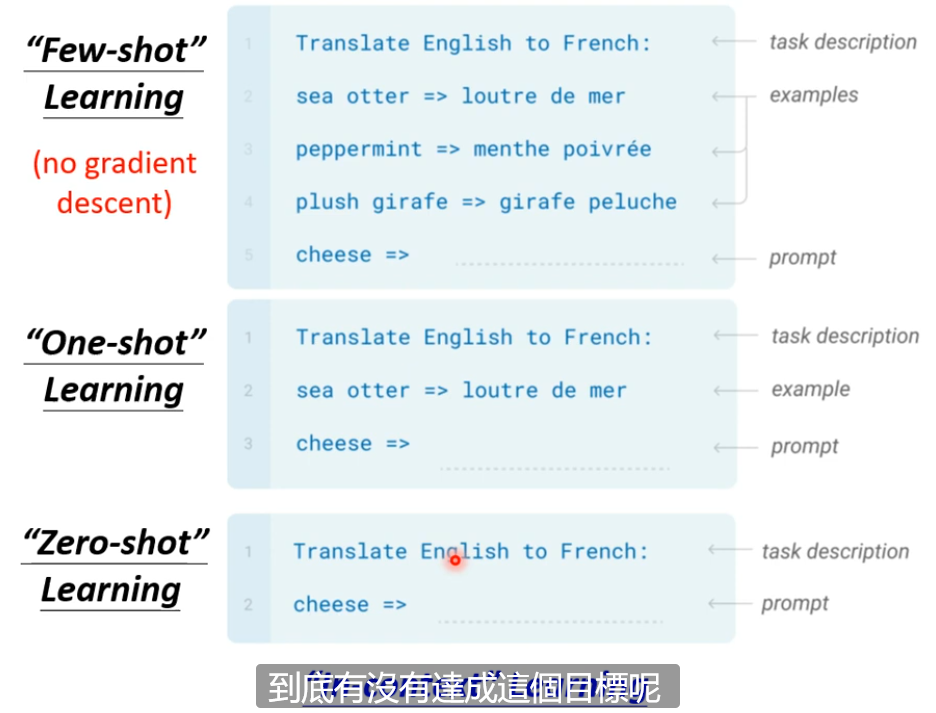 “Few-shot” Learning
(no gradient descent)
1 Translate English to French: task description
2 sea otter => loutre de mer examples
3 peppermint => menthe poivrée
4 plush girafe => girafe peluche
5 cheese => prompt
“One-shot” Learning
1 Translate English to French: task description
2 sea otter => loutre de mer example
3 cheese => prompt
“Zero-shot” Learning
1 Translate English to French: task description
2 cheese => prompt
到底有沒有達成這個目標呢